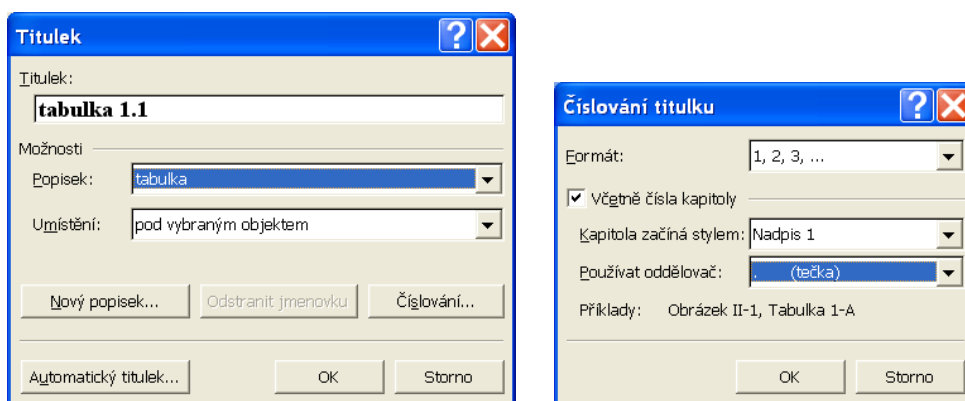 Titulek
Titulek:
tabulka 1.1
Možnosti
Popisek: tabulka
Umístění: pod vybraným objektem
Nový popisek... Odstranit jmenovku Číslování...
Automatický titulek... OK Storno
Číslování titulku
Formát: 1, 2, 3, ...
Včetně čísla kapitoly
Kapitola začíná stylem: Nadpis 1
Používat oddělovač: . (tečka)
Příklady: Obrázek II-1, Tabulka 1-A
OK Storno